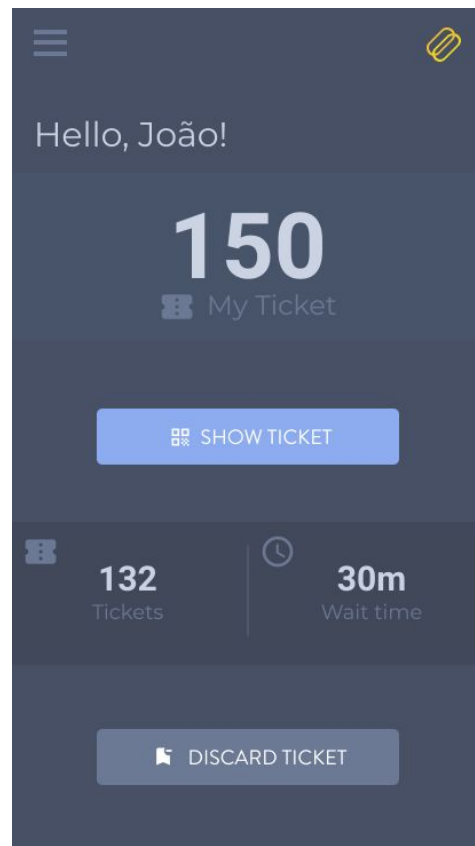 Hello, João!
150
My Ticket
SHOW TICKET
132
Tickets
30m
Wait time
DISCARD TICKET